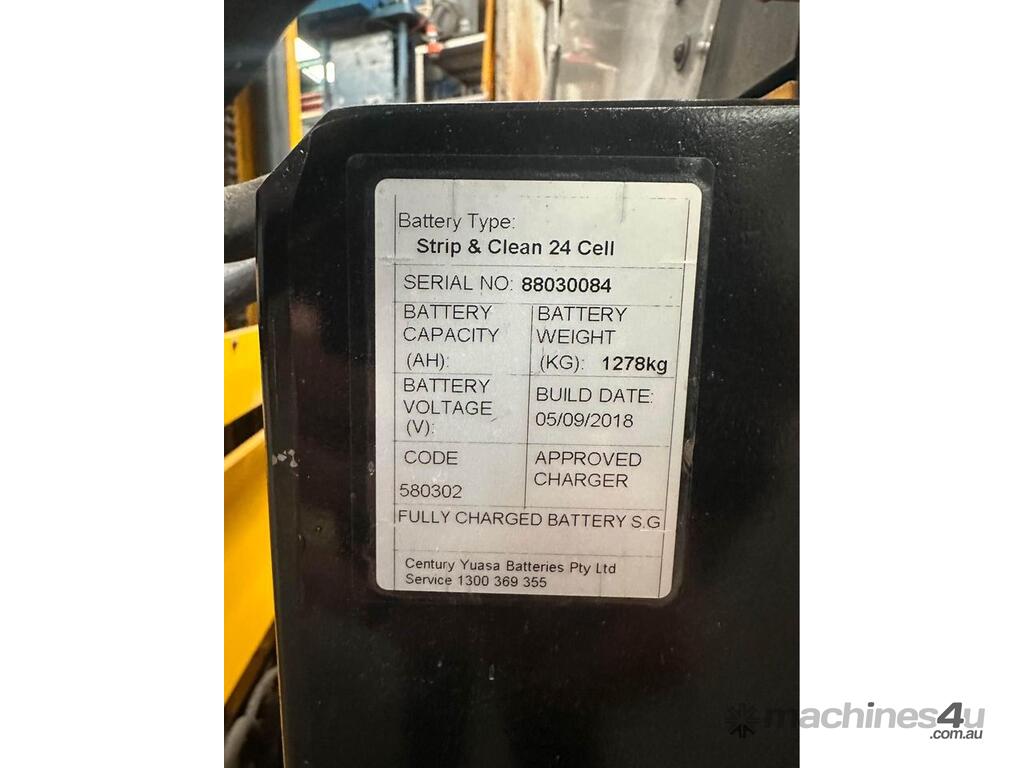 Battery Type:
Strip & Clean 24 Cell
SERIAL NO: 88030084
BATTERY
CAPACITY
(AH):
BATTERY
WEIGHT
(KG): 1278kg
BATTERY
VOLTAGE
(V):
BUILD DATE:
05/09/2018
CODE
580302
APPROVED
CHARGER
FULLY CHARGED BATTERY S.G
Century Yuasa Batteries Pty Ltd
Service 1300 369 355
machines4u
.com.au